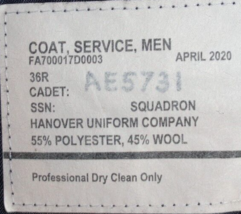 COAT, SERVICE, MEN
FA700017D0003 APRIL 2020
36R
CADET: AE5731
SSN: SQUADRON
HANOVER UNIFORM COMPANY
55% POLYESTER, 45% WOOL
Professional Dry Clean Only